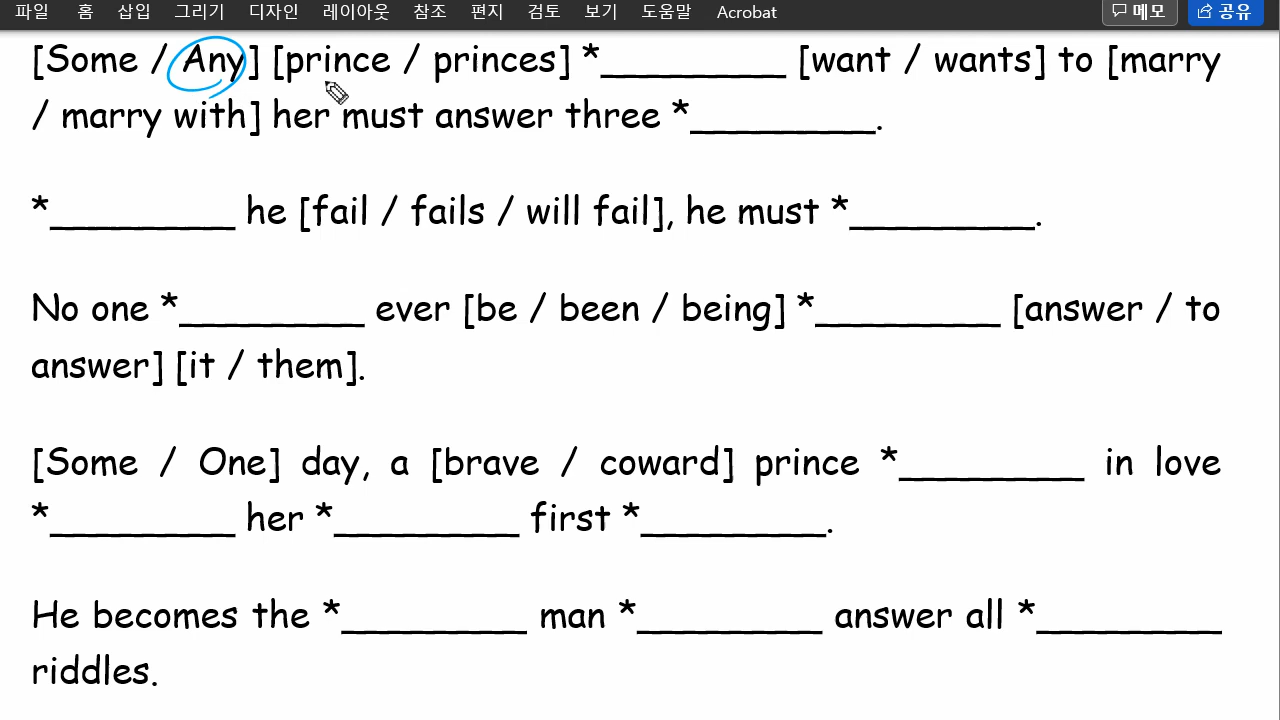 파일 홈 삽입 그리기 디자인 레이아웃 참조 편지 검토 보기 도움말 Acrobat 메모 공유
[Some / Any] [prince / princes] *________ [want / wants] to [marry
/ marry with] her must answer three *________.
*________ he [fail / fails / will fail], he must *________.
No one *________ ever [be / been / being] *________ [answer / to
answer] [it / them].
[Some / One] day, a [brave / coward] prince *________ in love
*________ her *________ first *________.
He becomes the *________ man *________ answer all *________
riddles.